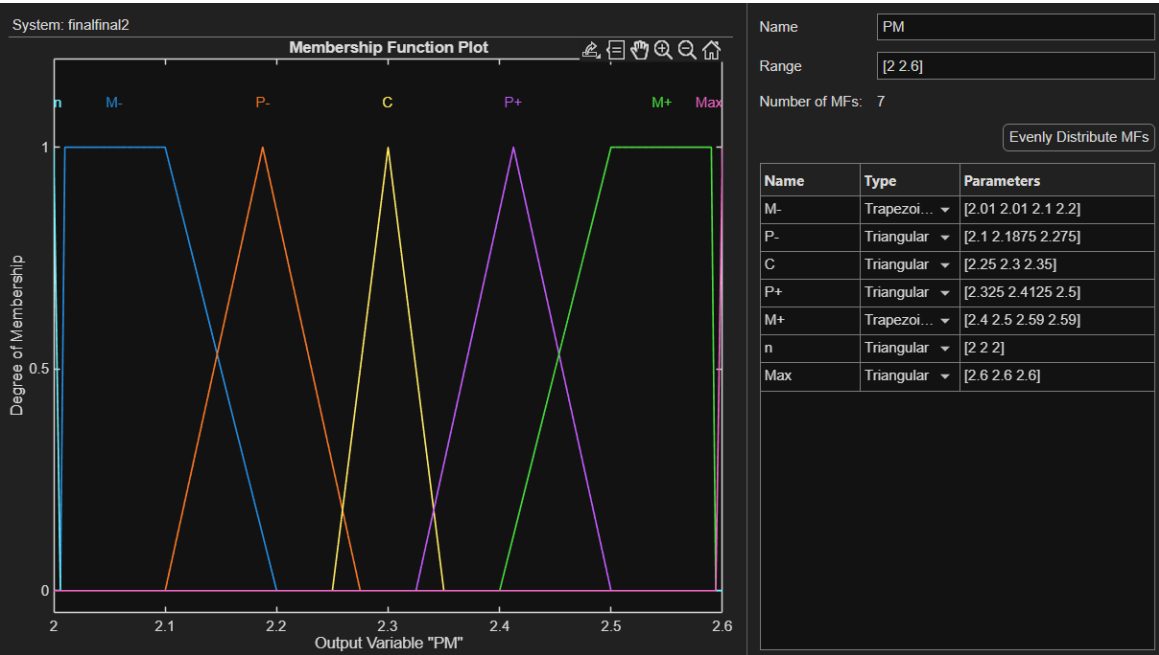 System: finalfinal2
Membership Function Plot
n M- P- C P+ M+ Max
1
0.5
0
Degree of Membership
2 2.1 2.2 2.3 2.4 2.5 2.6
Output Variable "PM"
Name PM
Range [2 2.6]
Number of MFs: 7
Evenly Distribute MFs
Name Type Parameters
M- Trapezoi... [2.01 2.01 2.1 2.2]
P- Triangular [2.1 2.1875 2.275]
C Triangular [2.25 2.3 2.35]
P+ Triangular [2.325 2.4125 2.5]
M+ Trapezoi... [2.4 2.5 2.59 2.59]
n Triangular [2 2 2]
Max Triangular [2.6 2.6 2.6]